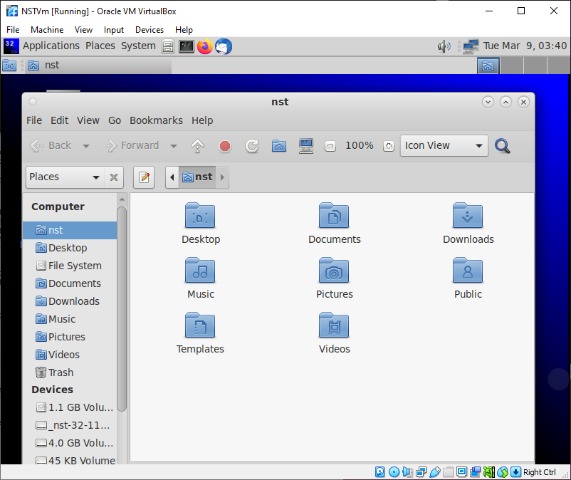 NSTVm [Running] - Oracle VM VirtualBox
File Machine View Input Devices Help
32 Applications Places System Tue Mar 9, 03:40
nst
nst
File Edit View Go Bookmarks Help
Back Forward 100% Icon View
Places nst
Computer
nst
Desktop
File System
Documents
Downloads
Music
Pictures
Videos
Trash
Devices
1.1 GB Volu...
_nst-32-11...
4.0 GB Volu...
45 KB Volume
Desktop Documents Downloads
Music Pictures Public
Templates Videos
Right Ctrl